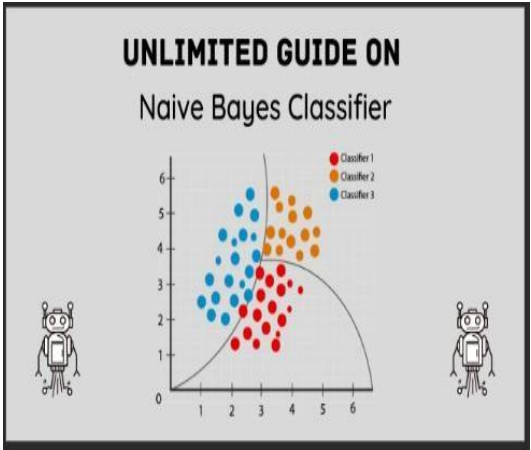 UNLIMITED GUIDE ON
Naive Bayes Classifier
Classifier 1
Classifier 2
Classifier 3
6
5
4
3
2
1
0
1 2 3 4 5 6